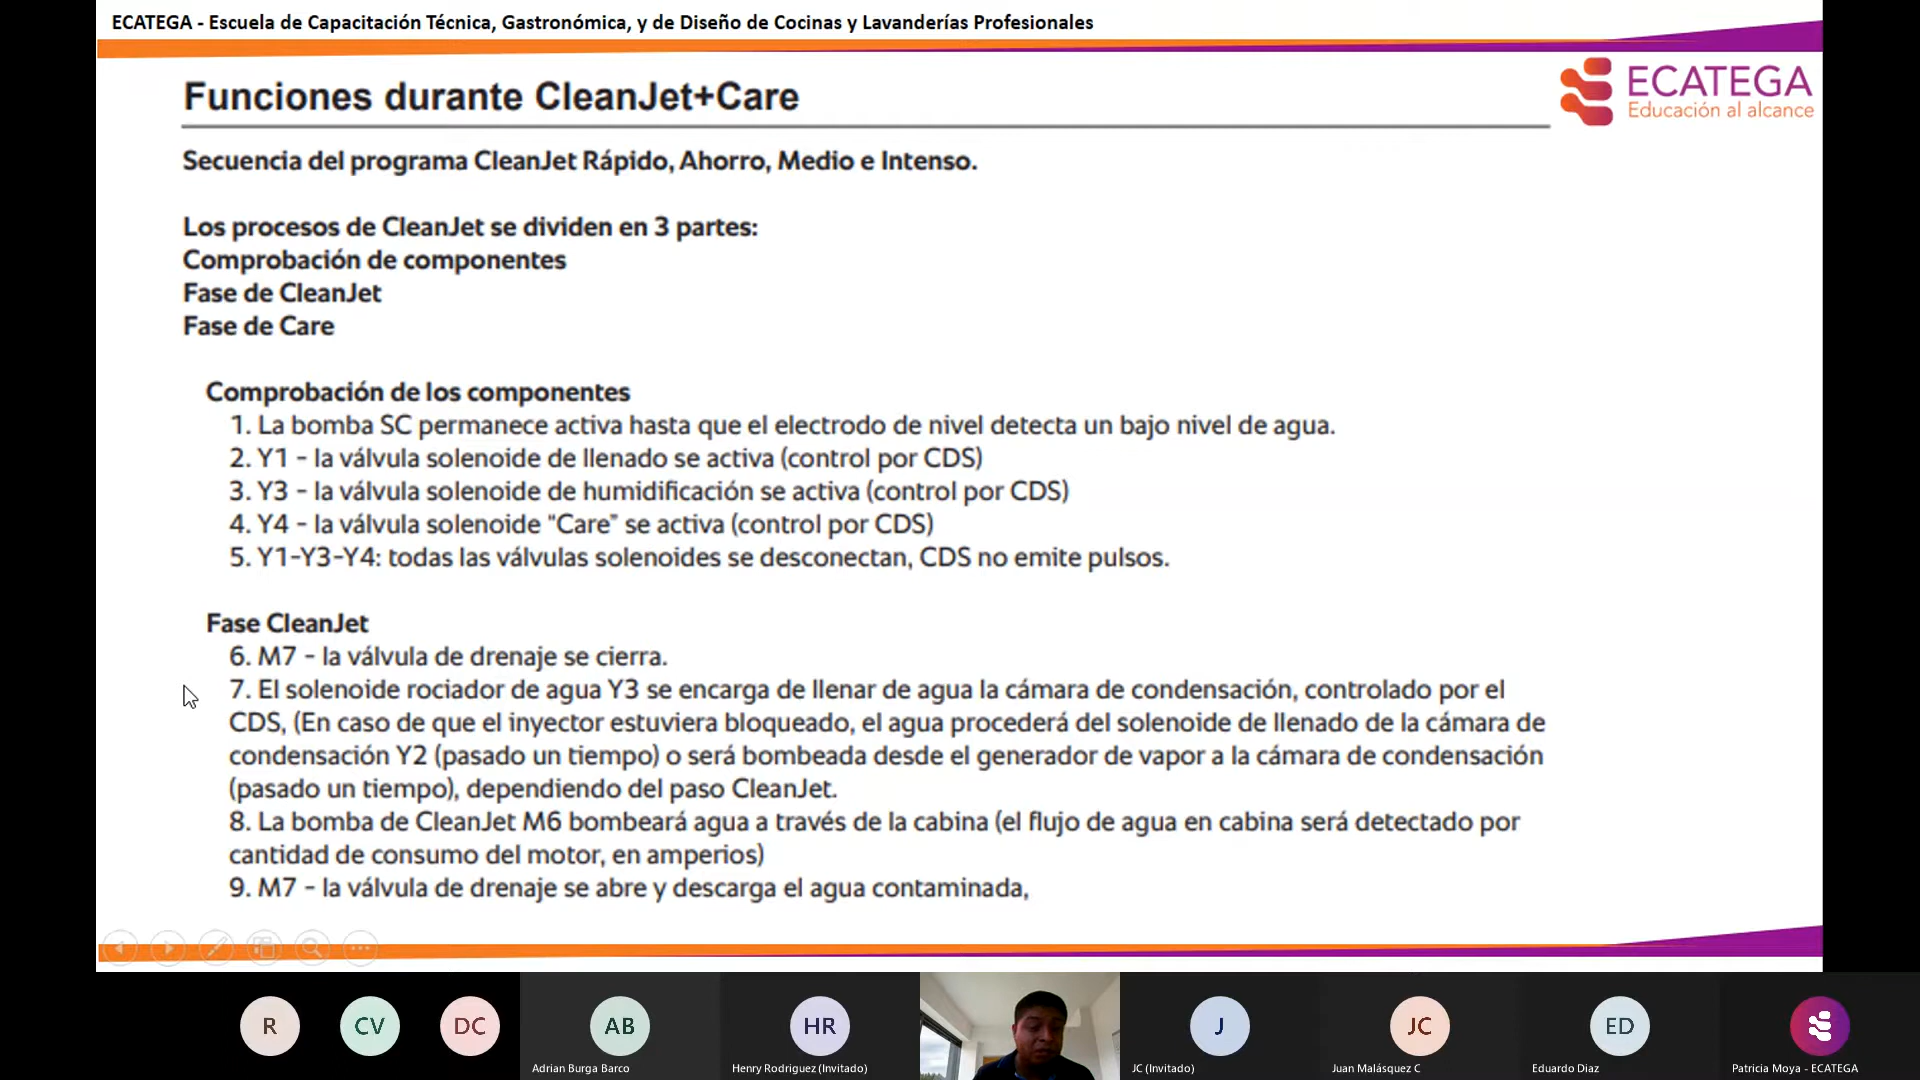 ECATEGA - Escuela de Capacitación Técnica, Gastronómica, y de Diseño de Cocinas y Lavanderías Profesionales
Funciones durante CleanJet+Care
ECATEGA
Educación al alcance
Secuencia del programa CleanJet Rápido, Ahorro, Medio e Intenso.
Los procesos de CleanJet se dividen en 3 partes:
Comprobación de componentes
Fase de CleanJet
Fase de Care
Comprobación de los componentes
1. La bomba SC permanece activa hasta que el electrodo de nivel detecta un bajo nivel de agua.
2. Y1 - la válvula solenoide de llenado se activa (control por CDS)
3. Y3 - la válvula solenoide de humidificación se activa (control por CDS)
4. Y4 - la válvula solenoide "Care" se activa (control por CDS)
5. Y1-Y3-Y4: todas las válvulas solenoides se desconectan, CDS no emite pulsos.
Fase CleanJet
6. M7 - la válvula de drenaje se cierra.
7. El solenoide rociador de agua Y3 se encarga de llenar de agua la cámara de condensación, controlado por el
CDS, (En caso de que el inyector estuviera bloqueado, el agua procederá del solenoide de llenado de la cámara de
condensación Y2 (pasado un tiempo) o será bombeada desde el generador de vapor a la cámara de condensación
(pasado un tiempo), dependiendo del paso CleanJet.
8. La bomba de CleanJet M6 bombeará agua a través de la cabina (el flujo de agua en cabina será detectado por
cantidad de consumo del motor, en amperios)
9. M7 - la válvula de drenaje se abre y descarga el agua contaminada,
R
CV
DC
AB
HR
J
JC
ED
Adrian Burga Barco
Henry Rodriguez (Invitado)
JC (Invitado)
Juan Malásquez C
Eduardo Diaz
Patricia Moya - ECATEGA